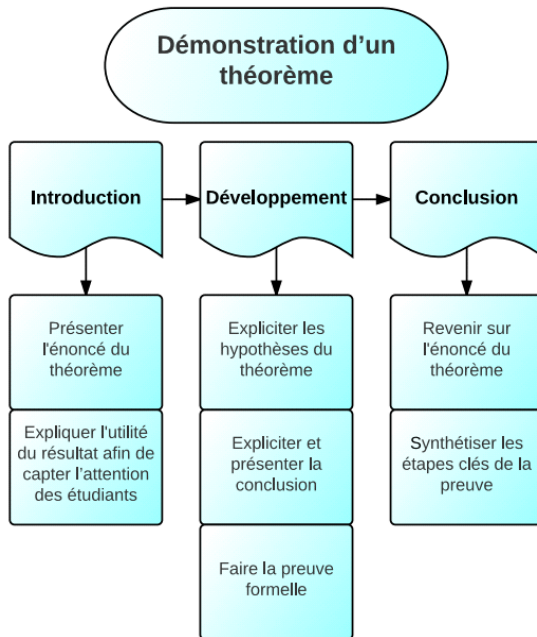 Démonstration d’un
théorème
Introduction
Développement
Conclusion
Présenter
l'énoncé du
théorème
Expliquer l'utilité
du résultat afin de
capter l’attention
des étudiants
Expliciter les
hypothèses du
théorème
Expliciter et
présenter la
conclusion
Faire la preuve
formelle
Revenir sur
l'énoncé du
théorème
Synthétiser les
étapes clés de la
preuve